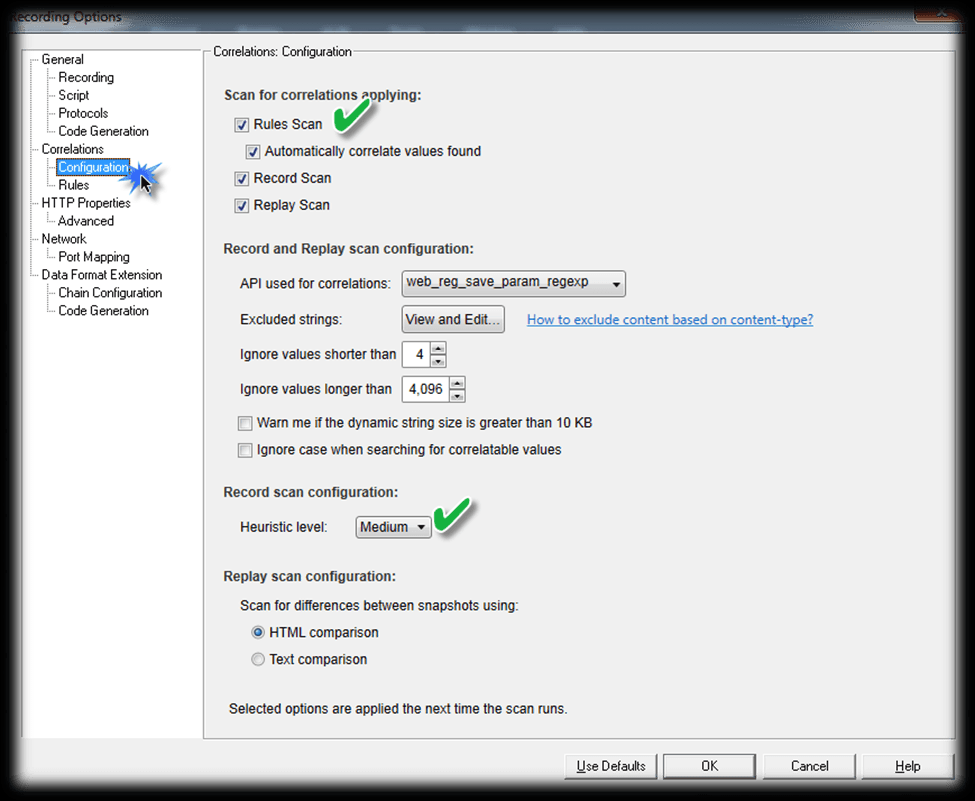 Recording Options
General
Recording
Script
Protocols
Code Generation
Correlations
Configuration
Rules
HTTP Properties
Advanced
Network
Port Mapping
Data Format Extension
Chain Configuration
Code Generation
Correlations: Configuration
Scan for correlations applying:
Rules Scan
Automatically correlate values found
Record Scan
Replay Scan
Record and Replay scan configuration:
API used for correlations: web_reg_save_param_regexp
Excluded strings: View and Edit... How to exclude content based on content-type?
Ignore values shorter than 4
Ignore values longer than 4,096
Warn me if the dynamic string size is greater than 10 KB
Ignore case when searching for correlatable values
Record scan configuration:
Heuristic level: Medium
Replay scan configuration:
Scan for differences between snapshots using:
HTML comparison
Text comparison
Selected options are applied the next time the scan runs.
Use Defaults OK Cancel Help